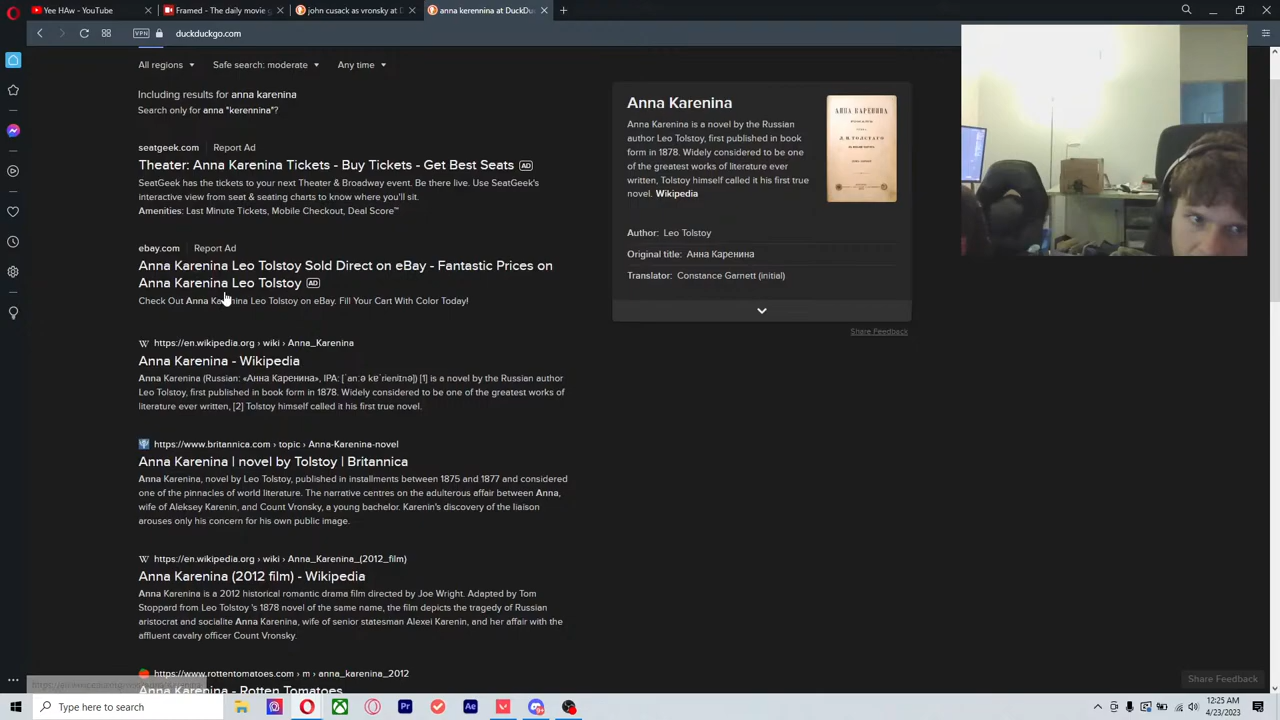 Yee HAw - YouTube
Framed - The daily movie g
john cusack as vronsky at D
anna kerennina at DuckDu
VPN
duckduckgo.com
All regions
Safe search: moderate
Any time
Including results for anna karenina
Search only for anna "kerennina"?
seatgeek.com Report Ad
Theater: Anna Karenina Tickets - Buy Tickets - Get Best Seats AD
SeatGeek has the tickets to your next Theater & Broadway event. Be there live. Use SeatGeek's
interactive view from seat & seating charts to know where you'll sit.
Amenities: Last Minute Tickets, Mobile Checkout, Deal Score™
ebay.com Report Ad
Anna Karenina Leo Tolstoy Sold Direct on eBay - Fantastic Prices on
Anna Karenina Leo Tolstoy AD
Check Out Anna Karenina Leo Tolstoy on eBay. Fill Your Cart With Color Today!
https://en.wikipedia.org › wiki › Anna_Karenina
Anna Karenina - Wikipedia
Anna Karenina (Russian: «Анна Каренина», IPA: [ˈanːə kɐˈrʲenʲɪnə]) [1] is a novel by the Russian author
Leo Tolstoy, first published in book form in 1878. Widely considered to be one of the greatest works of
literature ever written, [2] Tolstoy himself called it his first true novel.
https://www.britannica.com › topic › Anna-Karenina-novel
Anna Karenina | novel by Tolstoy | Britannica
Anna Karenina, novel by Leo Tolstoy, published in installments between 1875 and 1877 and considered
one of the pinnacles of world literature. The narrative centres on the adulterous affair between Anna,
wife of Aleksey Karenin, and Count Vronsky, a young bachelor. Karenin's discovery of the liaison
arouses only his concern for his own public image.
https://en.wikipedia.org › wiki › Anna_Karenina_(2012_film)
Anna Karenina (2012 film) - Wikipedia
Anna Karenina is a 2012 historical romantic drama film directed by Joe Wright. Adapted by Tom
Stoppard from Leo Tolstoy 's 1878 novel of the same name, the film depicts the tragedy of Russian
aristocrat and socialite Anna Karenina, wife of senior statesman Alexei Karenin, and her affair with the
affluent cavalry officer Count Vronsky.
https://www.rottentomatoes.com › m › anna_karenina_2012
Anna Karenina - Rotten Tomatoes
Anna Karenina
Anna Karenina is a novel by the Russian
author Leo Tolstoy, first published in book
form in 1878. Widely considered to be one
of the greatest works of literature ever
written, Tolstoy himself called it his first true
novel. Wikipedia
АННА КАРЕНИНА
Author: Leo Tolstoy
Original title: Анна Каренина
Translator: Constance Garnett (initial)
Share Feedback
Share Feedback
Type here to search
Pr
Ae
12:25 AM
4/23/2023